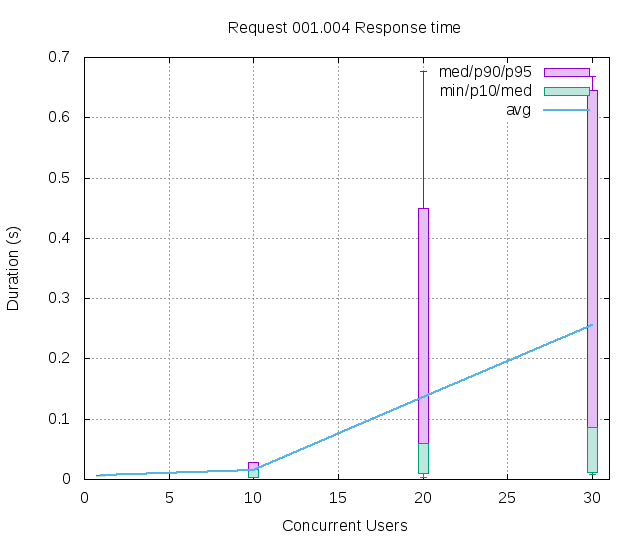 Request 001.004 Response time
0.7
0.6
0.5
0.4
0.3
0.2
0.1
0
Duration (s)
med/p90/p95
min/p10/med
avg
0 5 10 15 20 25 30
Concurrent Users